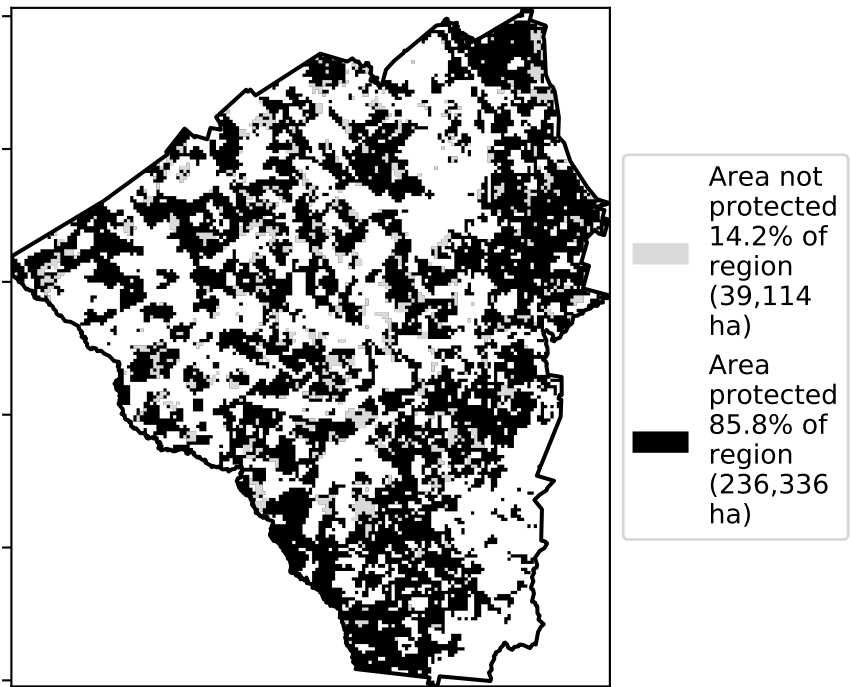 Area not
protected
14.2% of
region
(39,114
ha)
Area
protected
85.8% of
region
(236,336
ha)